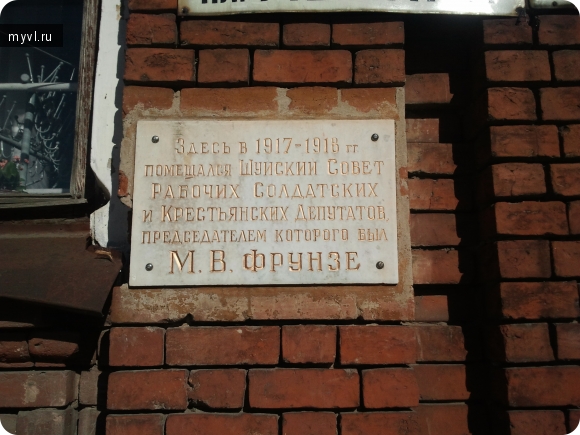 myvl.ru
Здесь в 1917-1918 гг
помещался Шуйский Совет
Рабочих Солдатских
и Крестьянских Депутатов,
председателем которого был
М. В. Фрунзе